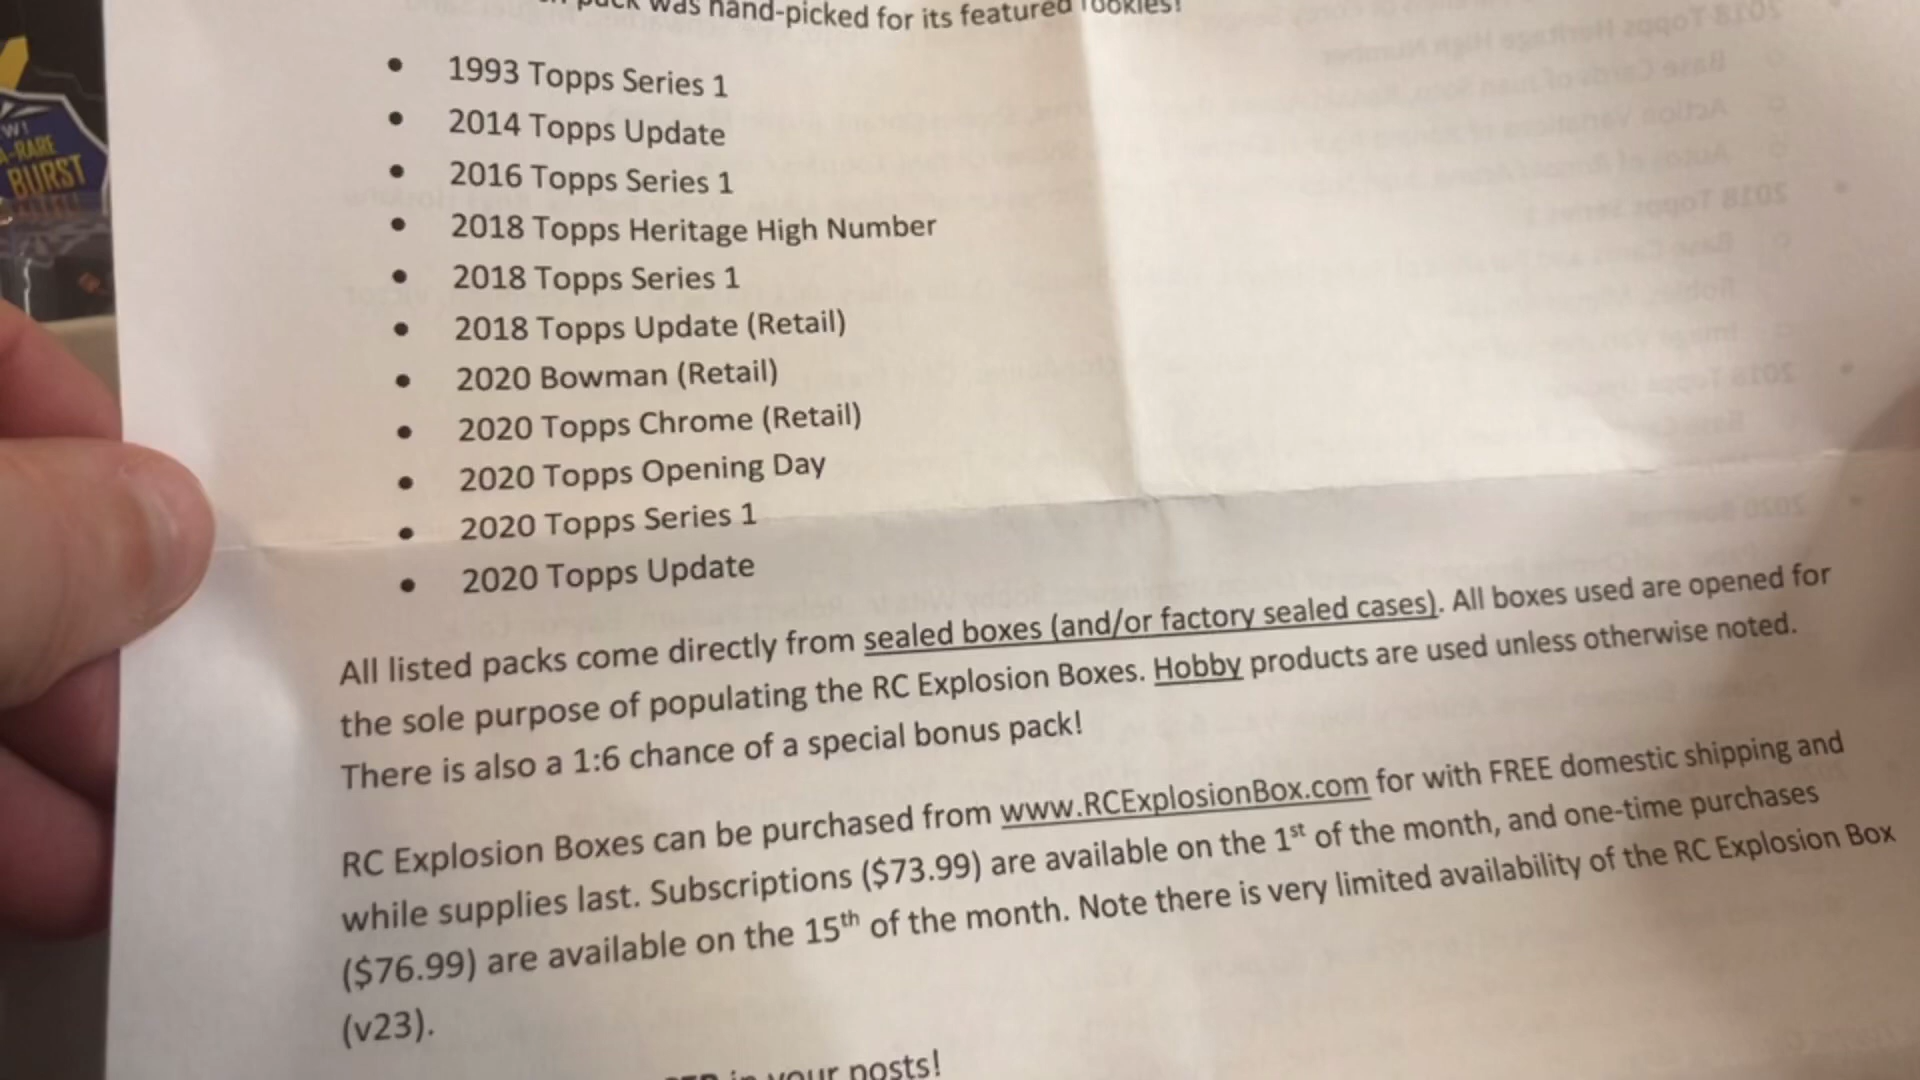 was hand-picked for its featured rookies!
• 1993 Topps Series 1
• 2014 Topps Update
• 2016 Topps Series 1
• 2018 Topps Heritage High Number
• 2018 Topps Series 1
• 2018 Topps Update (Retail)
• 2020 Bowman (Retail)
• 2020 Topps Chrome (Retail)
• 2020 Topps Opening Day
• 2020 Topps Series 1
• 2020 Topps Update
All listed packs come directly from sealed boxes (and/or factory sealed cases). All boxes used are opened for
the sole purpose of populating the RC Explosion Boxes. Hobby products are used unless otherwise noted.
There is also a 1:6 chance of a special bonus pack!
RC Explosion Boxes can be purchased from www.RCExplosionBox.com for with FREE domestic shipping and
while supplies last. Subscriptions ($73.99) are available on the 1st of the month, and one-time purchases
($76.99) are available on the 15th of the month. Note there is very limited availability of the RC Explosion Box
(v23).
in your posts!
W!
-RARE
BURST